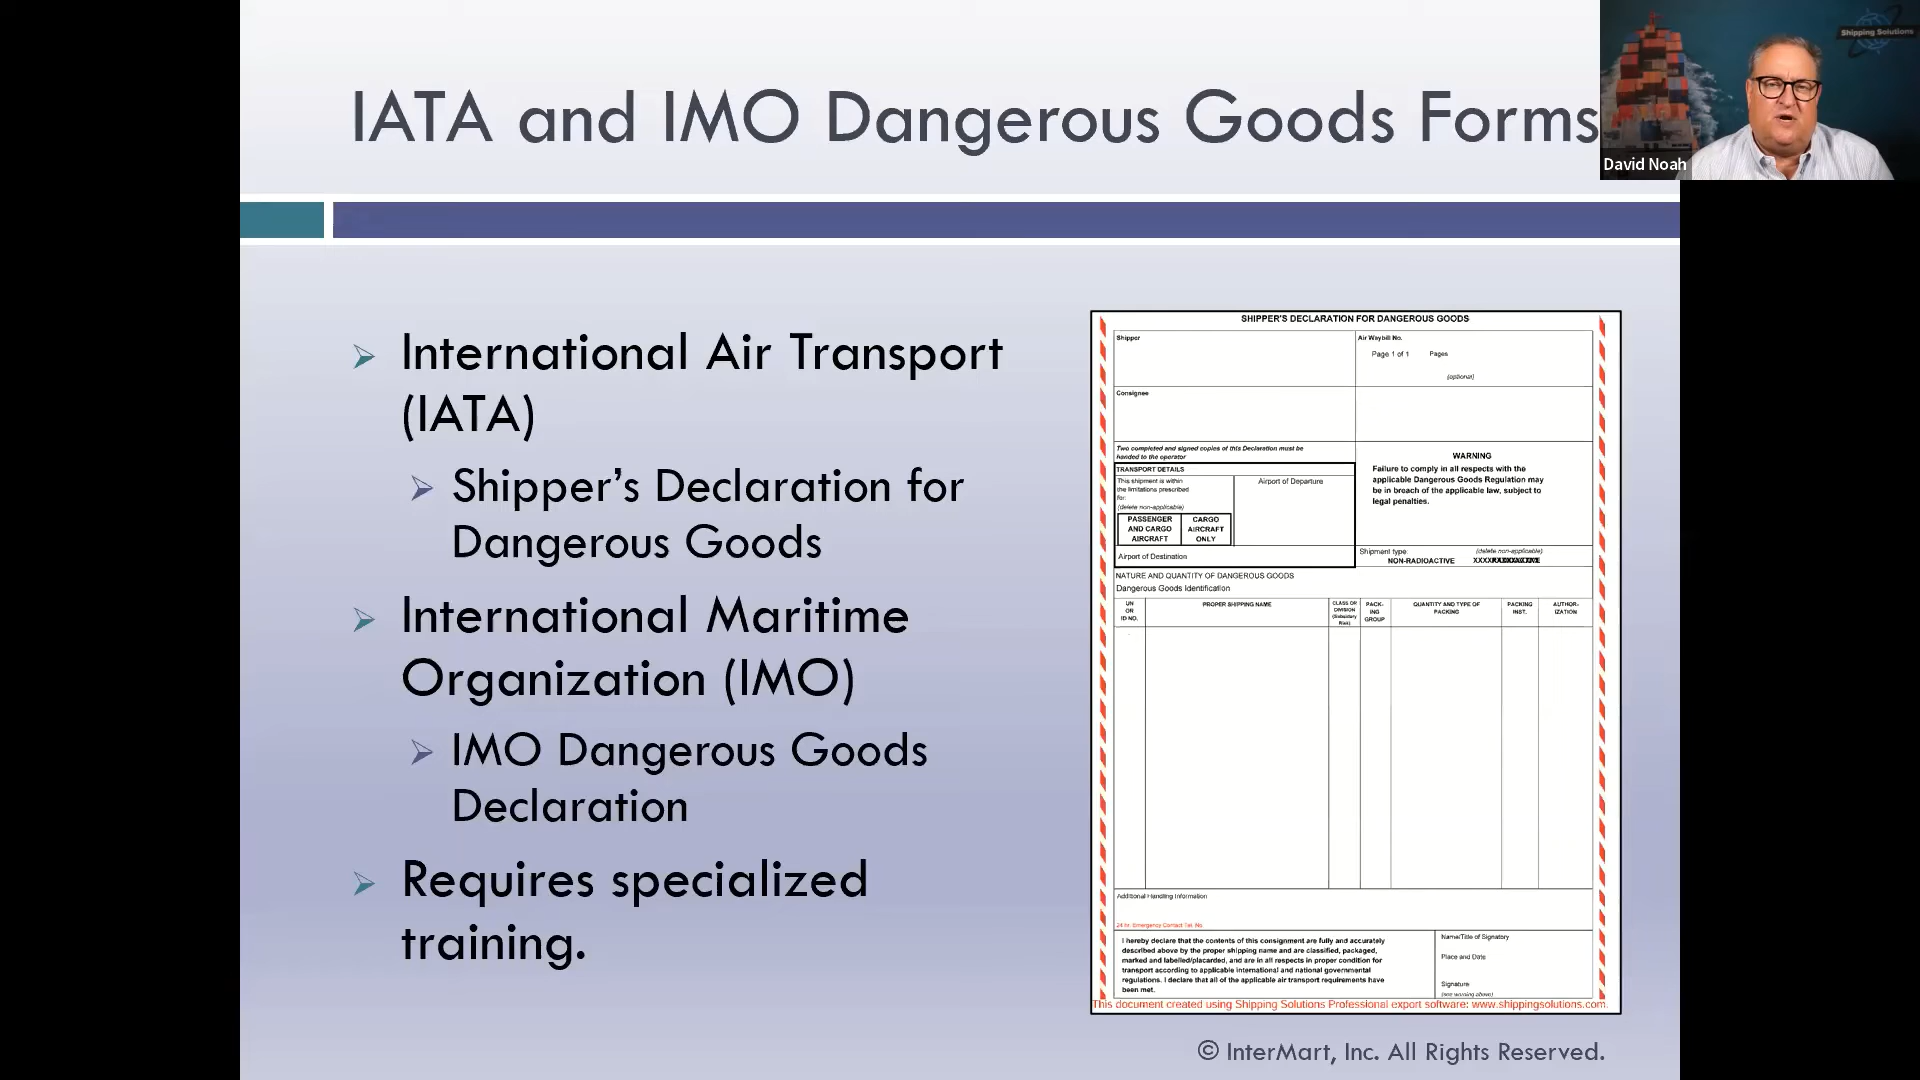 IATA and IMO Dangerous Goods Forms
Shipping Solutions
David Noah
International Air Transport
(IATA)
Shipper's Declaration for
Dangerous Goods
International Maritime
Organization (IMO)
IMO Dangerous Goods
Declaration
Requires specialized
training.
SHIPPER'S DECLARATION FOR DANGEROUS GOODS
Shipper
Air Waybill No.
Page 1 of 1 Pages
(optional)
Consignee
Two completed and signed copies of this Declaration must be
handed to the operator
TRANSPORT DETAILS
This shipment is within
the limitations prescribed
for:
(delete non-applicable)
PASSENGER
AND CARGO
AIRCRAFT
CARGO
AIRCRAFT
ONLY
Airport of Departure
Airport of Destination
WARNING
Failure to comply in all respects with the
applicable Dangerous Goods Regulation may
be in breach of the applicable law, subject to
legal penalties.
Shipment type: (delete non-applicable)
NON-RADIOACTIVE
NATURE AND QUANTITY OF DANGEROUS GOODS
Dangerous Goods Identification
UN
OR
ID NO.
PROPER SHIPPING NAME
CLASS OR
DIVISION
(Subsidiary
Risk)
PACK-
ING
GROUP
QUANTITY AND TYPE OF
PACKING
PACKING
INST.
AUTHOR-
IZATION
Additional Handling Information
24 hr. Emergency Contact Tel. No.
I hereby declare that the contents of this consignment are fully and accurately
described above by the proper shipping name and are classified, packaged,
marked and labelled/placarded, and are in all respects in proper condition for
transport according to applicable international and national governmental
regulations. I declare that all of the applicable air transport requirements have
been met.
Name/Title of Signatory
Place and Date
Signature
(see warning above)
This document created using Shipping Solutions Professional export software: www.shippingsolutions.com.
© InterMart, Inc. All Rights Reserved.